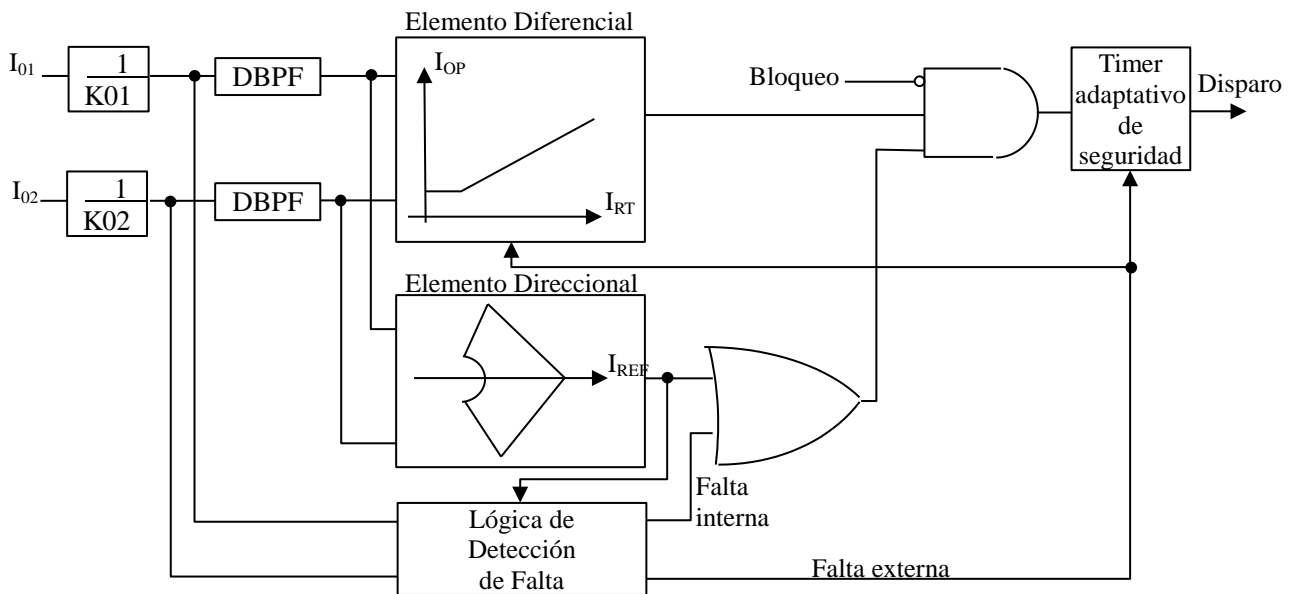 Elemento Diferencial
I01
1
K01
DBPF
IOP
IRT
Bloqueo
Timer
adaptativo
de
seguridad
Disparo
I02
1
K02
DBPF
Elemento Direccional
IREF
Falta
interna
Lógica de
Detección
de Falta
Falta externa